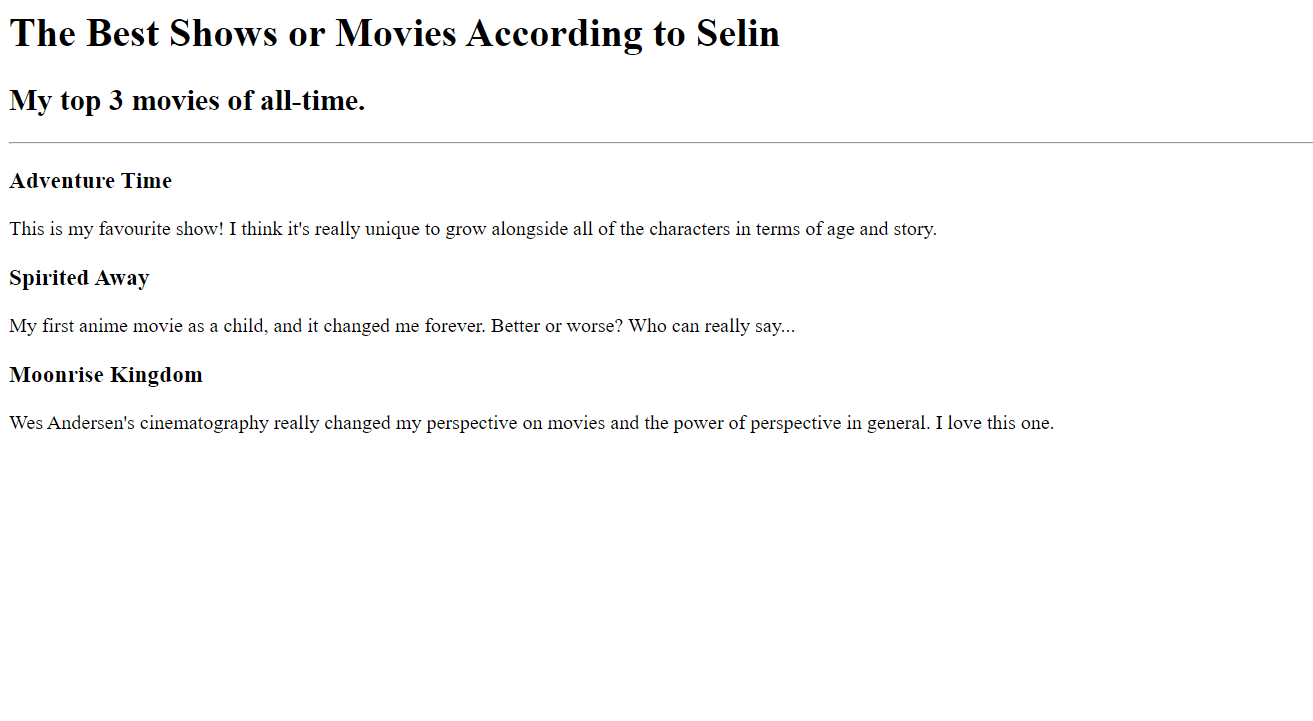 The Best Shows or Movies According to Selin
My top 3 movies of all-time.
Adventure Time
This is my favourite show! I think it's really unique to grow alongside all of the characters in terms of age and story.
Spirited Away
My first anime movie as a child, and it changed me forever. Better or worse? Who can really say...
Moonrise Kingdom
Wes Andersen's cinematography really changed my perspective on movies and the power of perspective in general. I love this one.